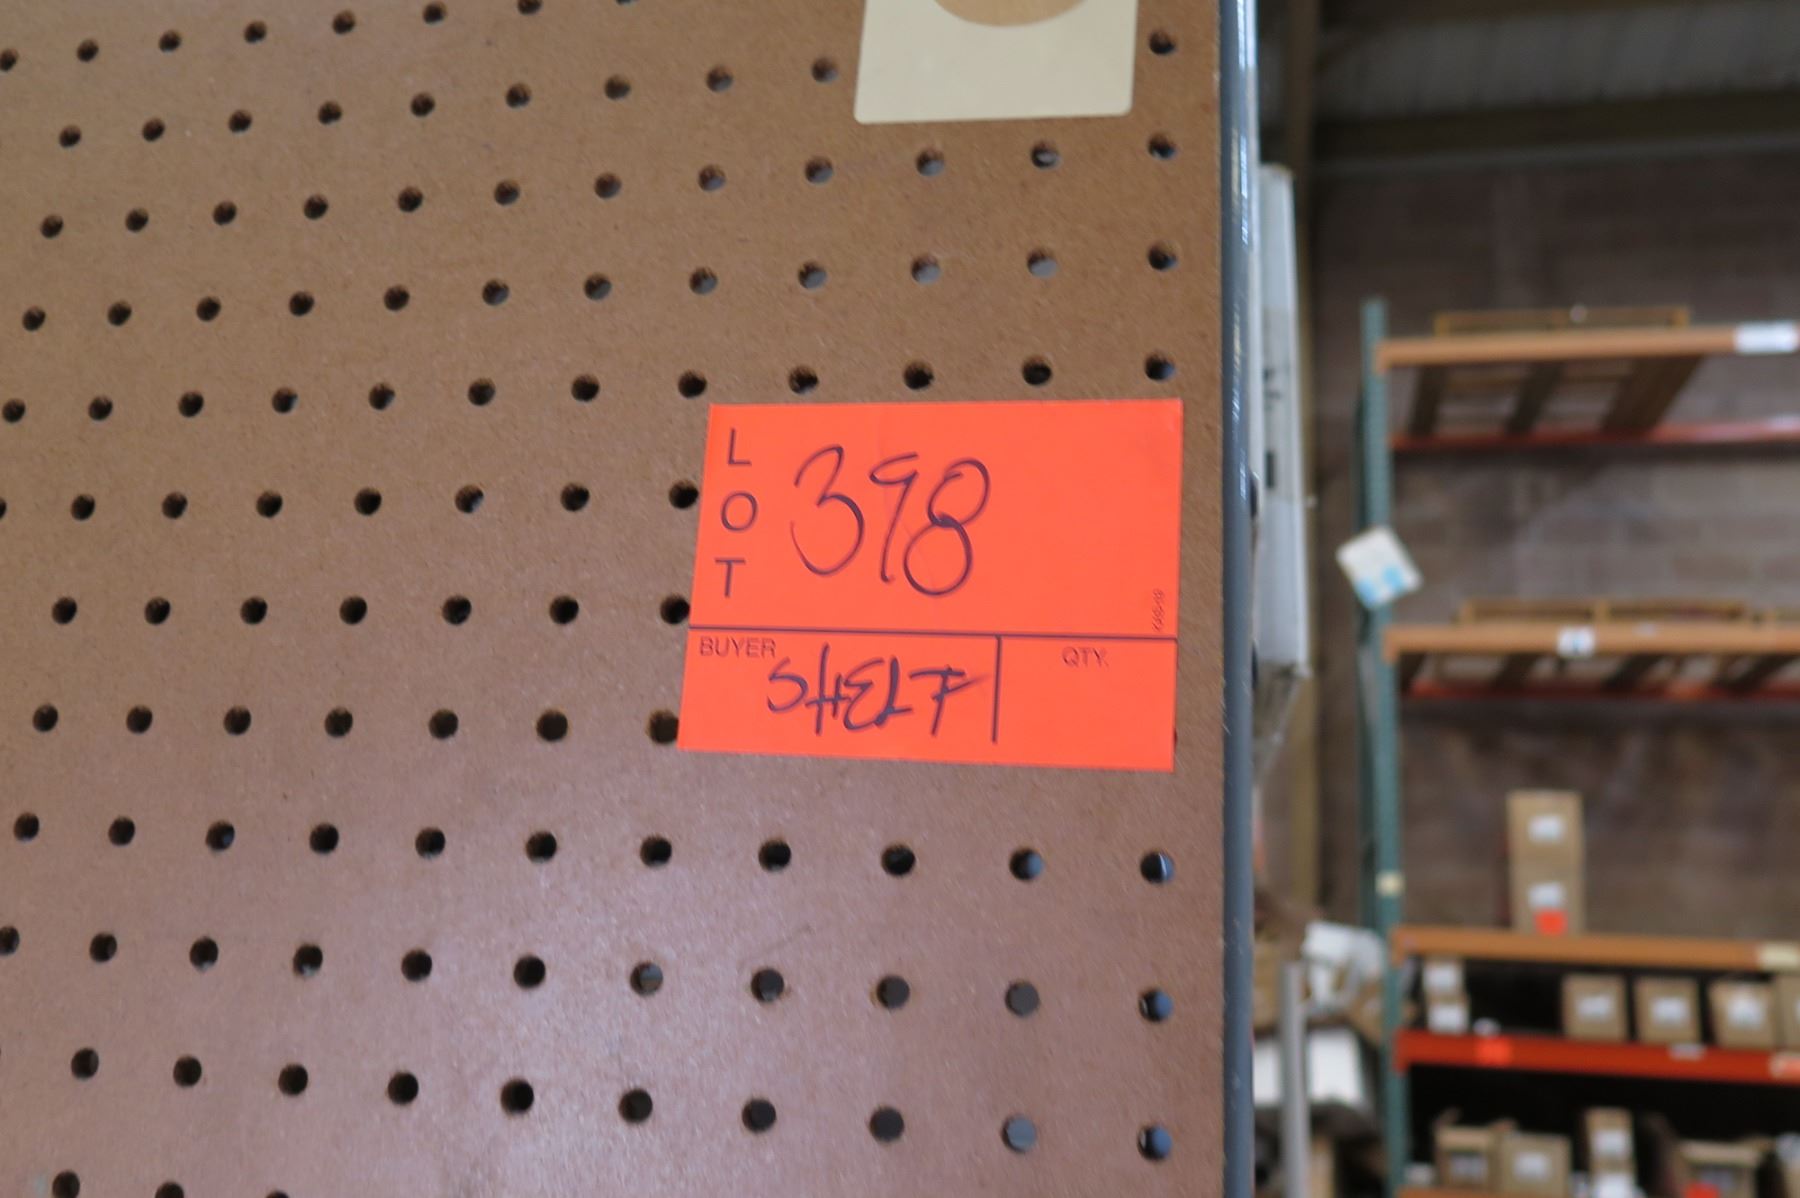 LOT 398
BUYER SHELF QTY.